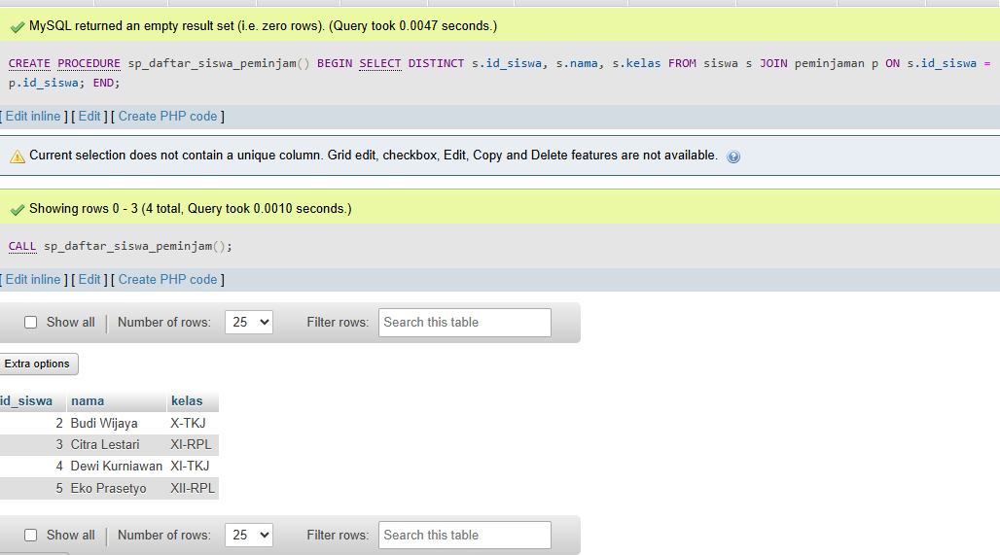 MySQL returned an empty result set (i.e. zero rows). (Query took 0.0047 seconds.)
CREATE PROCEDURE sp_daftar_siswa_peminjam() BEGIN SELECT DISTINCT s.id_siswa, s.nama, s.kelas FROM siswa s JOIN peminjaman p ON s.id_siswa =
p.id_siswa; END;
[ Edit inline ] [ Edit ] [ Create PHP code ]
Current selection does not contain a unique column. Grid edit, checkbox, Edit, Copy and Delete features are not available.
Showing rows 0 - 3 (4 total, Query took 0.0010 seconds.)
CALL sp_daftar_siswa_peminjam();
[ Edit inline ] [ Edit ] [ Create PHP code ]
Show all | Number of rows: 25 Filter rows: Search this table
Extra options
id_siswa nama kelas
2 Budi Wijaya X-TKJ
3 Citra Lestari XI-RPL
4 Dewi Kurniawan XI-TKJ
5 Eko Prasetyo XII-RPL
Show all | Number of rows: 25 Filter rows: Search this table